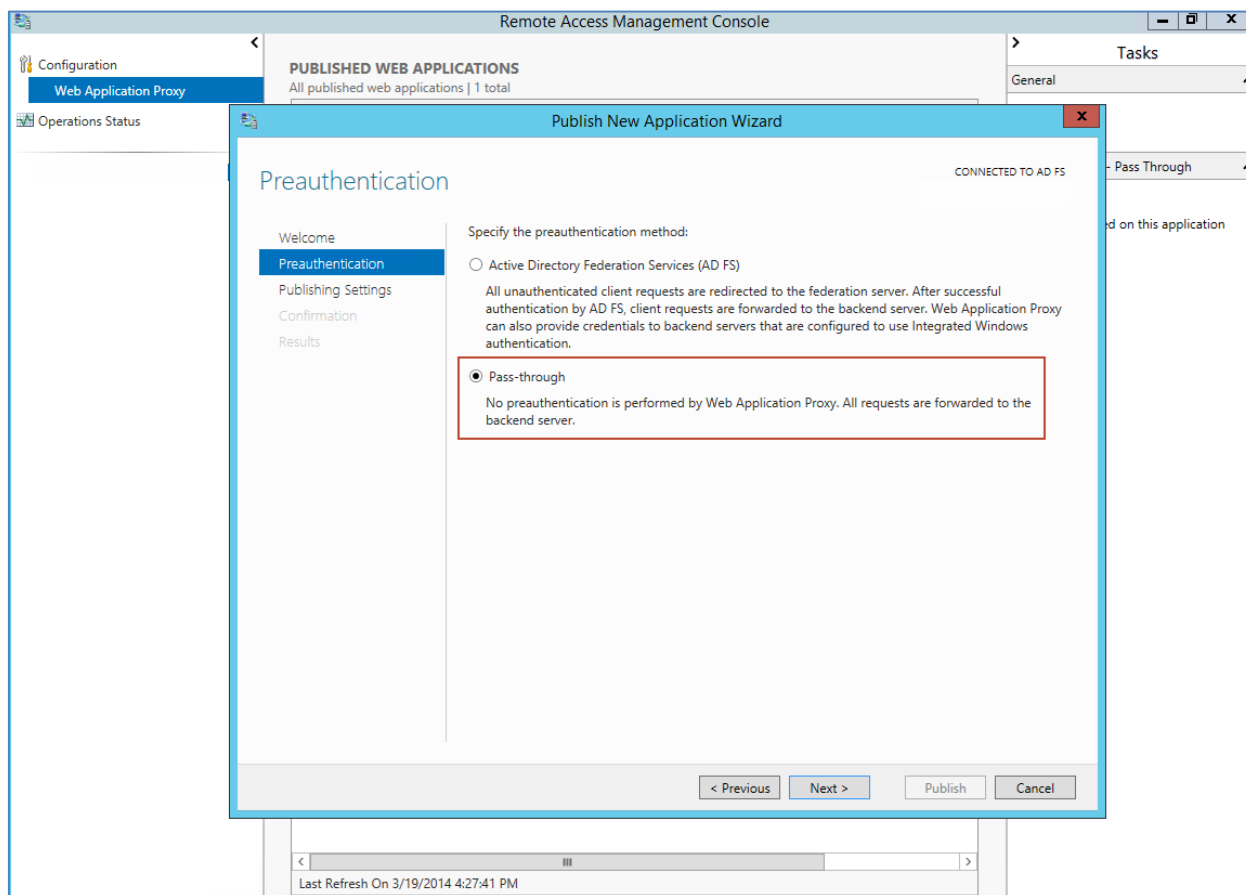 Remote Access Management Console
Configuration
Web Application Proxy
Operations Status
PUBLISHED WEB APPLICATIONS
All published web applications | 1 total
Tasks
General
- Pass Through
ed on this application
Publish New Application Wizard
Preauthentication
CONNECTED TO AD FS
Welcome
Preauthentication
Publishing Settings
Confirmation
Results
Specify the preauthentication method:
Active Directory Federation Services (AD FS)
All unauthenticated client requests are redirected to the federation server. After successful
authentication by AD FS, client requests are forwarded to the backend server. Web Application Proxy
can also provide credentials to backend servers that are configured to use Integrated Windows
authentication.
Pass-through
No preauthentication is performed by Web Application Proxy. All requests are forwarded to the
backend server.
< Previous
Next >
Publish
Cancel
Last Refresh On 3/19/2014 4:27:41 PM